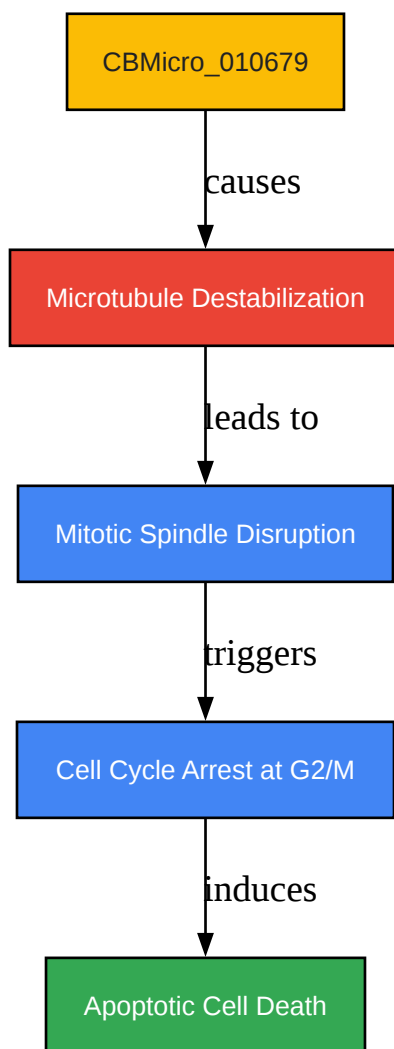 CBMicro_010679
causes
Microtubule Destabilization
leads to
Mitotic Spindle Disruption
triggers
Cell Cycle Arrest at G2/M
induces
Apoptotic Cell Death